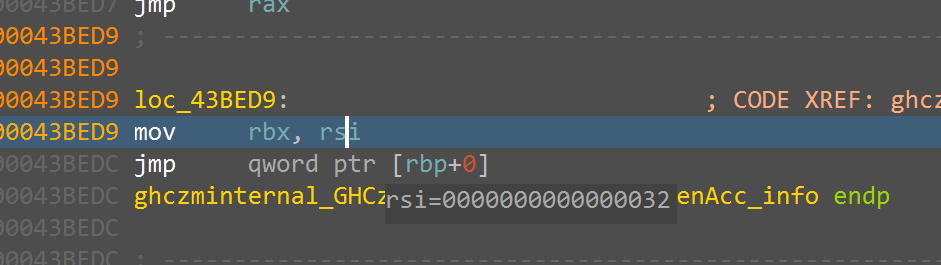 00043BED7 jmp rax
00043BED9 ; ------------------------------------------------
00043BED9
00043BED9 loc_43BED9: ; CODE XREF: ghcz
00043BED9 mov rbx, rsi
00043BEDC jmp qword ptr [rbp+0]
00043BEDC ghczminternal_GHCz enAcc_info endp
rsi=0000000000000032
00043BEDC
00043BEDC ; ------------------------------------------------